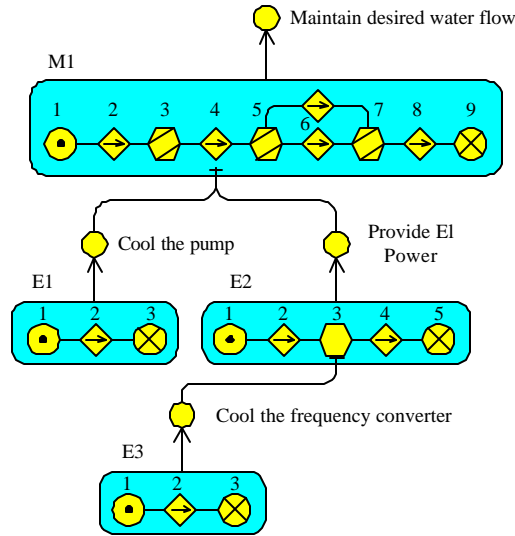 Maintain desired water flow
M1
1 2 3 4 5 6 7 8 9
Cool the pump
Provide El
Power
E1
1 2 3
E2
1 2 3 4 5
Cool the frequency converter
E3
1 2 3